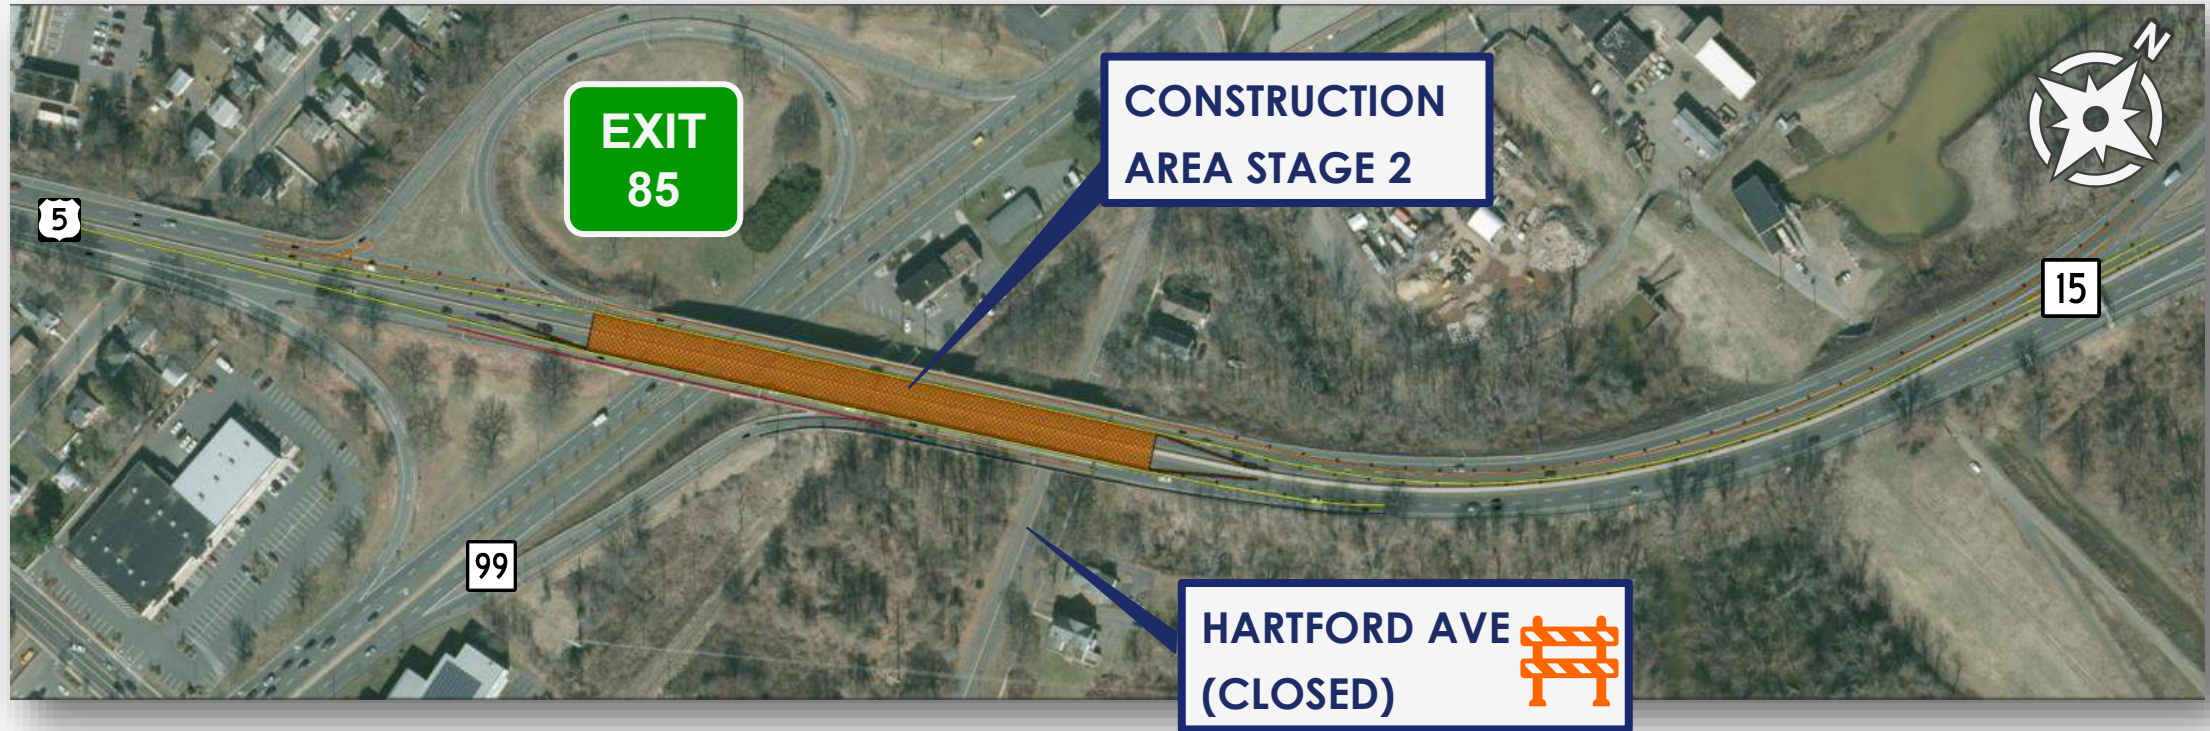 N
CONSTRUCTION
AREA STAGE 2
EXIT
85
5
15
99
HARTFORD AVE
(CLOSED)